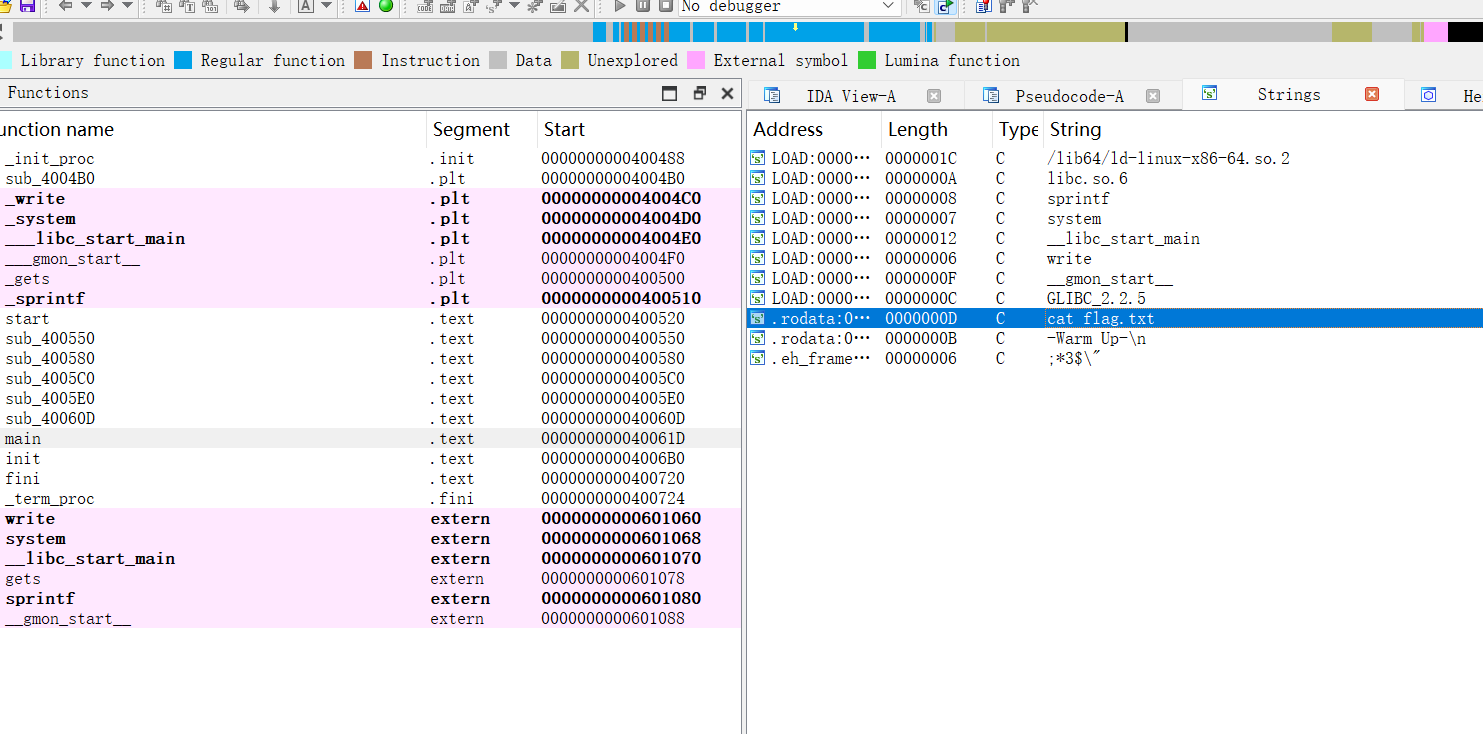 No debugger
Library function Regular function Instruction Data Unexplored External symbol Lumina function
Functions
unction name Segment Start
_init_proc .init 0000000000400488
sub_4004B0 .plt 00000000004004B0
_write .plt 00000000004004C0
_system .plt 00000000004004D0
___libc_start_main .plt 00000000004004E0
___gmon_start__ .plt 00000000004004F0
_gets .plt 0000000000400500
_sprintf .plt 0000000000400510
start .text 0000000000400520
sub_400550 .text 0000000000400550
sub_400580 .text 0000000000400580
sub_4005C0 .text 00000000004005C0
sub_4005E0 .text 00000000004005E0
sub_40060D .text 000000000040060D
main .text 000000000040061D
init .text 00000000004006B0
fini .text 0000000000400720
_term_proc .fini 0000000000400724
write extern 0000000000601060
system extern 0000000000601068
__libc_start_main extern 0000000000601070
gets extern 0000000000601078
sprintf extern 0000000000601080
__gmon_start__ extern 0000000000601088
IDA View-A Pseudocode-A Strings He
Address Length Type String
LOAD:0000… 0000001C C /lib64/ld-linux-x86-64.so.2
LOAD:0000… 0000000A C libc.so.6
LOAD:0000… 00000008 C sprintf
LOAD:0000… 00000007 C system
LOAD:0000… 00000012 C __libc_start_main
LOAD:0000… 00000006 C write
LOAD:0000… 0000000F C __gmon_start__
LOAD:0000… 0000000C C GLIBC_2.2.5
.rodata:0… 0000000D C cat flag.txt
.rodata:0… 0000000B C -Warm Up-\n
.eh_frame… 00000006 C ;*3$\"